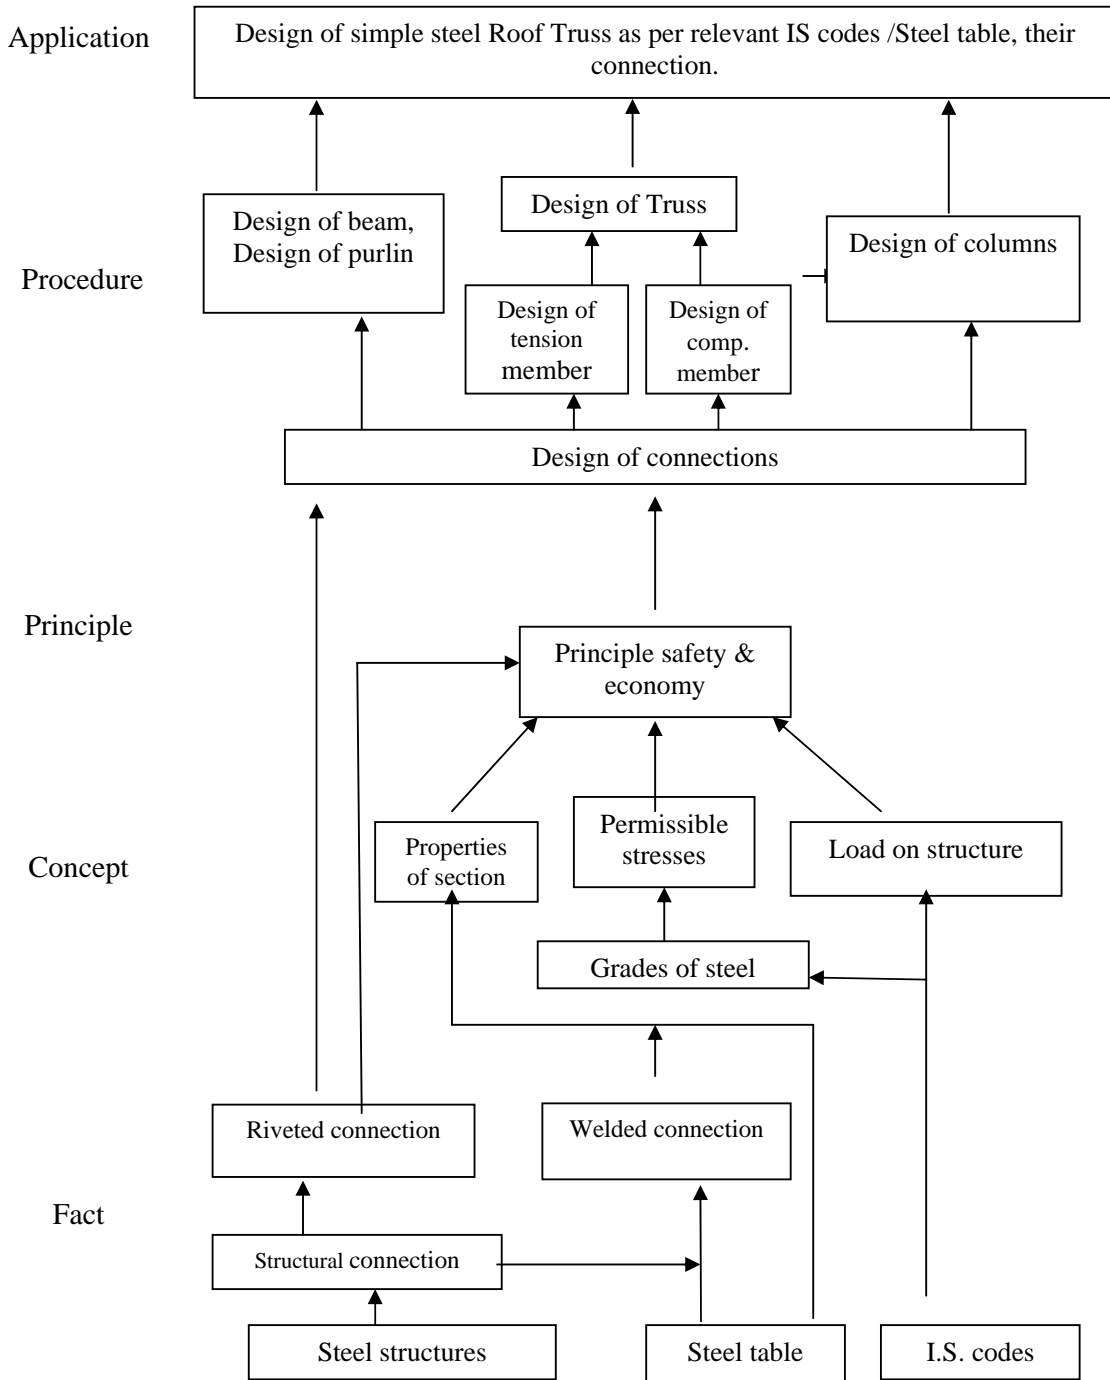 Application
Design of simple steel Roof Truss as per relevant IS codes /Steel table, their
connection.
Design of Truss
Design of beam,
Design of purlin
Design of columns
Procedure
Design of
tension
member
Design of
comp.
member
Design of connections
Principle
Principle safety &
economy
Concept
Properties
of section
Permissible
stresses
Load on structure
Grades of steel
Riveted connection
Welded connection
Fact
Structural connection
Steel structures
Steel table
I.S. codes